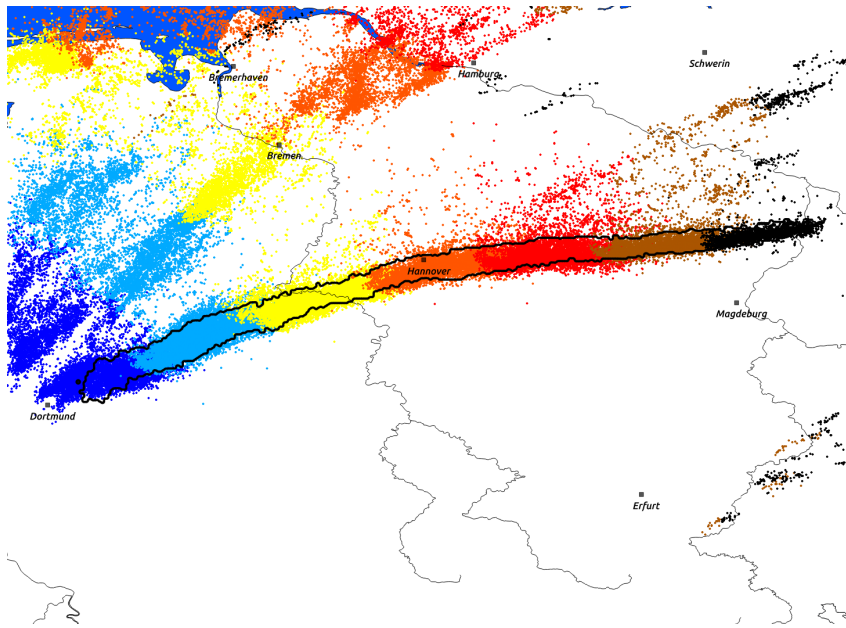 Schwerin
Hamburg
Bremerhaven
Bremen
Hannover
Magdeburg
Dortmund
Erfurt